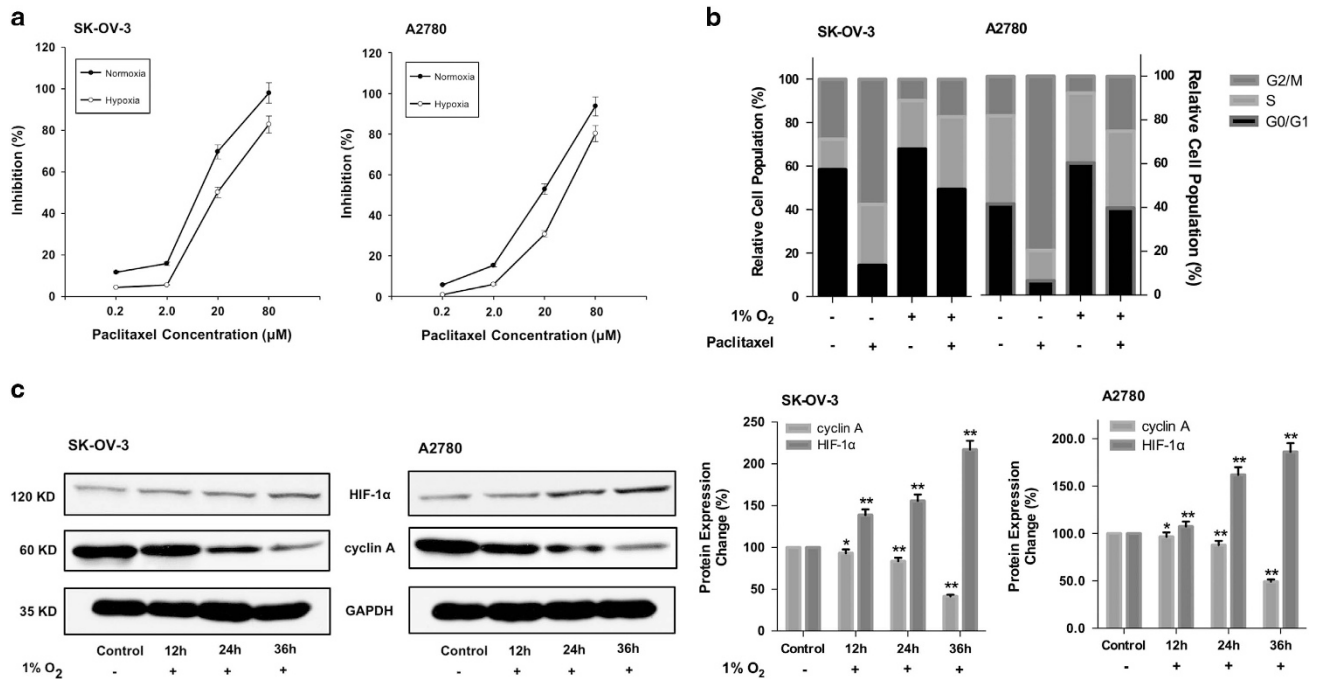 a
SK-OV-3
120
100
80
60
40
20
0
Inhibition (%)
Normoxia
Hypoxia
0.2 2.0 20 80
Paclitaxel Concentration (µM)
A2780
120
100
80
60
40
20
0
Inhibition (%)
Normoxia
Hypoxia
0.2 2.0 20 80
Paclitaxel Concentration (µM)
b
SK-OV-3 A2780
100
80
60
40
20
0
Relative Cell Population (%)
100
80
60
40
20
0
Relative Cell Population (%)
G2/M
S
G0/G1
1% O2 - - + + - - + +
Paclitaxel - + - + - + - +
c
SK-OV-3
A2780
120 KD HIF-1α
60 KD cyclin A
35 KD GAPDH
Control 12h 24h 36h Control 12h 24h 36h
1% O2 - + + + - + + +
SK-OV-3
cyclin A
HIF-1α
250
200
150
100
50
0
Protein Expression Change (%)
* ** ** ** ** **
Control 12h 24h 36h
1% O2 - + + +
A2780
cyclin A
HIF-1α
200.0
150.0
100.0
50.0
0.0
Protein Expression Change (%)
* ** ** ** ** **
Control 12h 24h 36h
- + + +